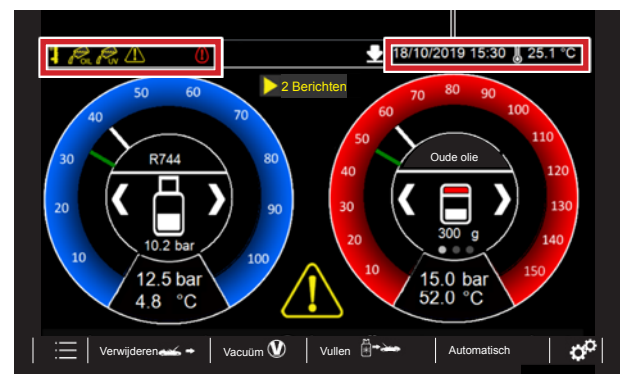 OIL UV 18/10/2019 15:30 25.1 °C
2 Berichten
50 60 70 80 90 100 40 30 20 10
R744
10.2 bar
12.5 bar
4.8 °C
70 80 90 100 110 120 130 140 150 60 50 40 30 20 10
Oude olie
300 g
15.0 bar
52.0 °C
Verwijderen Vacuüm V Vullen Automatisch